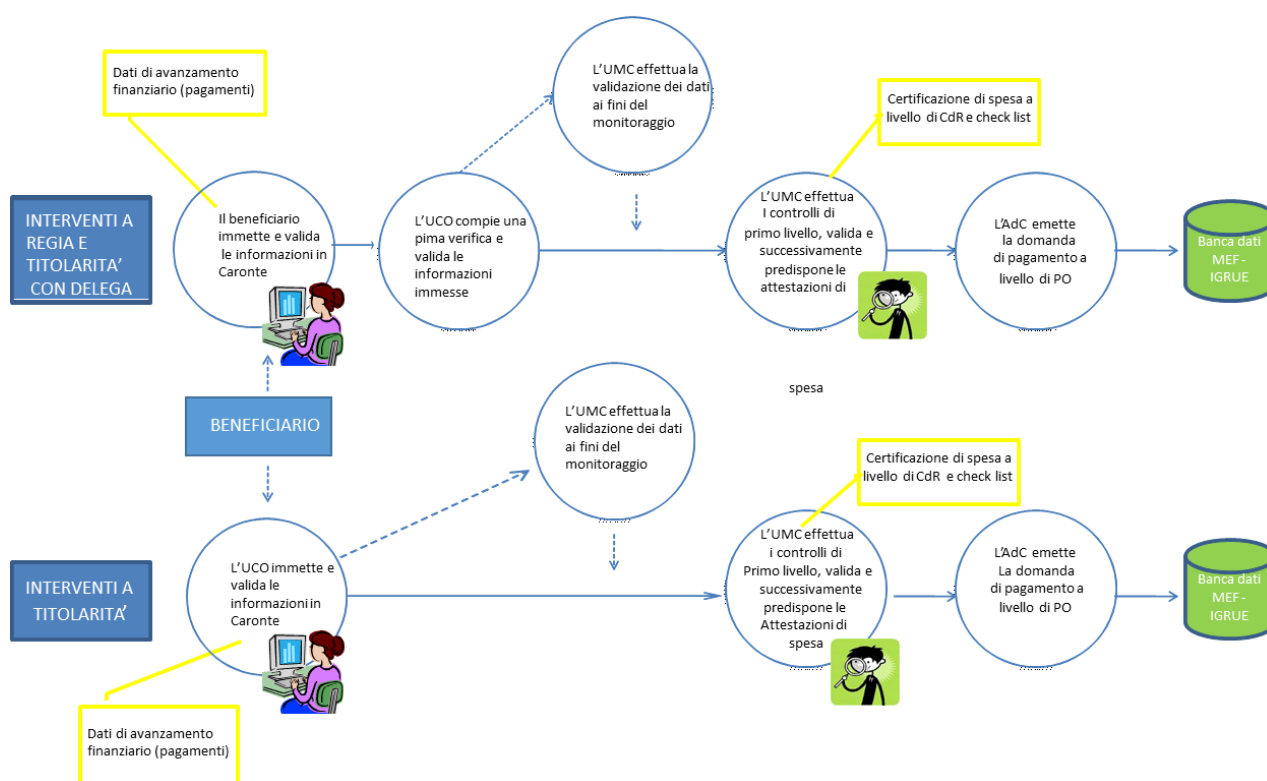 Dati di avanzamento
finanziario (pagamenti)
L'UMC effettua la
validazione dei dati
ai fini del
monitoraggio
Certificazione di spesa a
livello di CdR e check list
INTERVENTI A
REGIA E
TITOLARITA'
CON DELEGA
Il beneficiario
immette e valida
le informazioni in
Caronte
L'UCO compie una
pima verifica e
valida le
informazioni
immesse
L'UMC effettua
I controlli di
primo livello, valida e
successivamente
predispone le
attestazioni di
spesa
L'AdC emette
la domanda
di pagamento a
livello di PO
Banca dati
MEF-
IGRUE
BENEFICIARIO
L'UMC effettua la
validazione dei dati
ai fini del
monitoraggio
Certificazione di spesa a
livello di CdR e check list
INTERVENTI A
TITOLARITA'
L'UCO immette e
valida le
informazioni in
Caronte
L'UMC effettua
i controlli di
Primo livello, valida e
successivamente
predispone le
Attestazioni di
spesa
L'AdC emette
La domanda
di pagamento a
livello di PO
Banca dati
MEF-
IGRUE
Dati di avanzamento
finanziario (pagamenti)